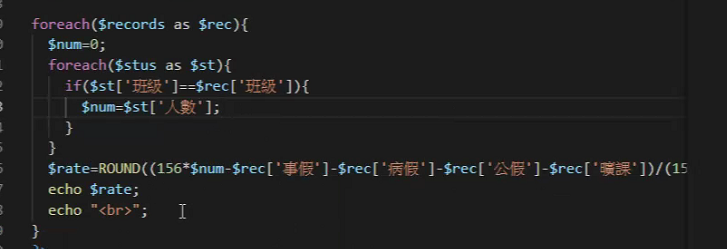 foreach($records as $rec){
$num=0;
foreach($stus as $st){
if($st['班級']==$rec['班級']){
$num=$st['人數'];
}
}
$rate=ROUND((156*$num-$rec['事假']-$rec['病假']-$rec['公假']-$rec['曠課'])/(15
echo $rate;
echo "<br>";
}